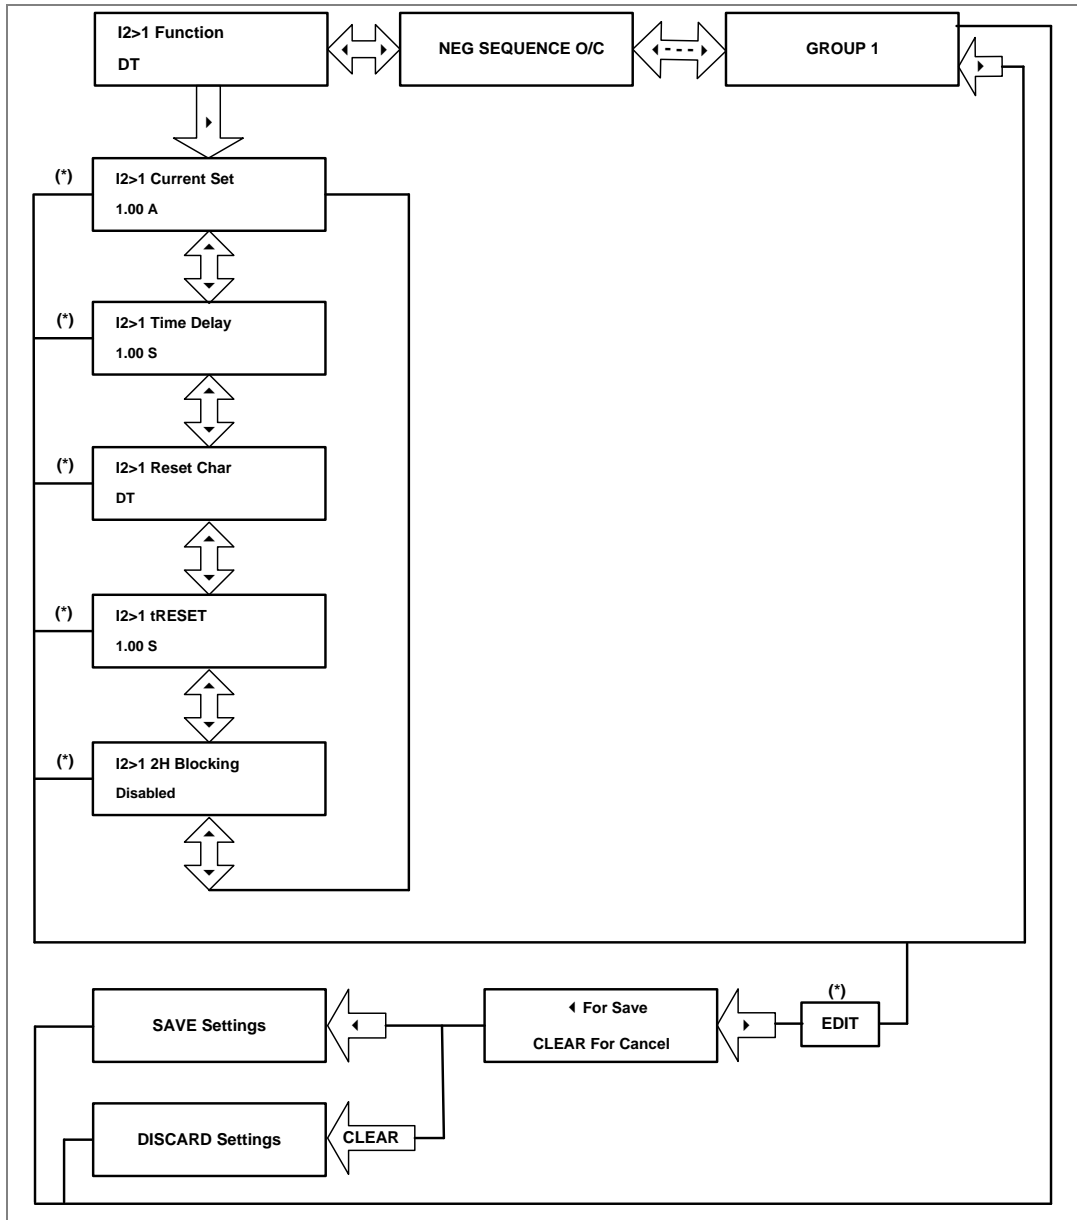 I2>1 Function
DT
NEG SEQUENCE O/C
GROUP 1
(*)
I2>1 Current Set
1.00 A
(*)
I2>1 Time Delay
1.00 S
(*)
I2>1 Reset Char
DT
(*)
I2>1 tRESET
1.00 S
(*)
I2>1 2H Blocking
Disabled
SAVE Settings
For Save
CLEAR For Cancel
(*)
EDIT
DISCARD Settings
CLEAR